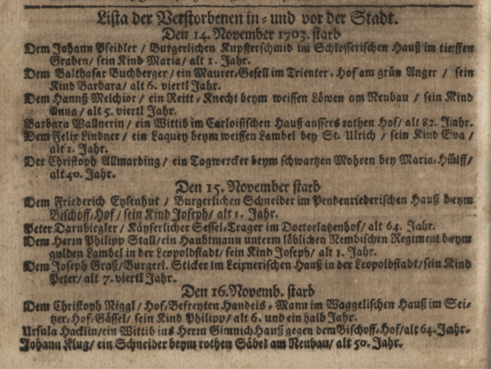 Lista der Verstorbenen in- und vor der Stadt.
Den 14. November 1703. starb
Dem Johann Pfeidler / Burgerlichen Kupfferschmid im Schlosserischen Hauß im tieffen
Graben / sein Kind Maria / alt 1. Jahr.
Dem Balthasar Buchberger / ein Maurer-Gesell im Trienter. Hof am grün Anger / sein
Kind Barbara / alt 6. viertl Jahr.
Dem Hannß Melchior / ein Reitt-Knecht beym weissen Löwen am Neubau / sein Kind
Anna / alt 5. viertl Jahr.
Barbara Wallnerin / ein Wittib im Carloisischen Hauß aussers rothen Hof / alt 82. Jahr.
Dem Felix Lindner / ein Laquey beym weissen Lambel bey St. Ulrich / sein Kind Eva /
alt 1. Jahr.
Der Christoph Allmarding / ein Tagwercker beym schwartzen Mohren bey Maria-Hülff /
alt 40. Jahr.
Den 15. November starb
Dem Friederich Eysenhut / Burgerlichen Schneider im Hauß beym
Bischoff-Hof / sein Kind Joseph / alt 1. Jahr.
Peter Darnbiegler / Käyserlicher Sessel-Trager im Doctorlatzenhof / alt 64. Jahr.
Dem Herrn Philipp Stall / ein Haubtmann unterm löblichen Nembischen Regiment beym
gulden Lambel in der Leopoldstadt / sein Kind Joseph / alt 1. Jahr.
Dem Joseph Graß / Burgerl. Sticker im Leixnerischen Hauß in der Leopoldstadt / sein Kind
Peter / alt 7. viertl Jahr.
Den 16. Novemb. starb
Dem Christoph Niggl / Hof-Befreyten Handels-Mann im Waggelischen Hauß im Sei-
tzer-Hof-Gässel / sein Kind Philipp / alt 6. und ein halb Jahr.
Ursula Hacklin / ein Wittib ins Herrn Gimmich Hauß gegen dem Bischoff-Hof / alt 64. Jahr.
Johann Klug / ein Schneider beym rothen Säbel am Neubau / alt 50. Jahr.